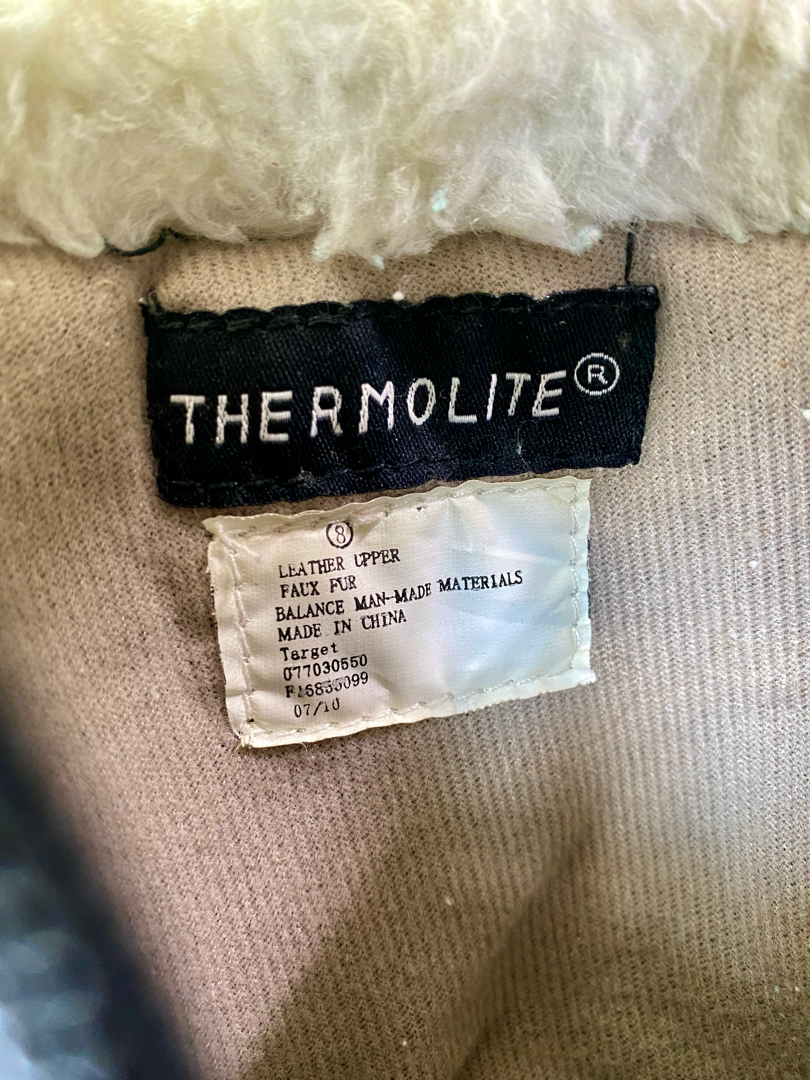 THERMOLITE®
8
LEATHER UPPER
FAUX FUR
BALANCE MAN-MADE MATERIALS
MADE IN CHINA
Target
077030550
07/10